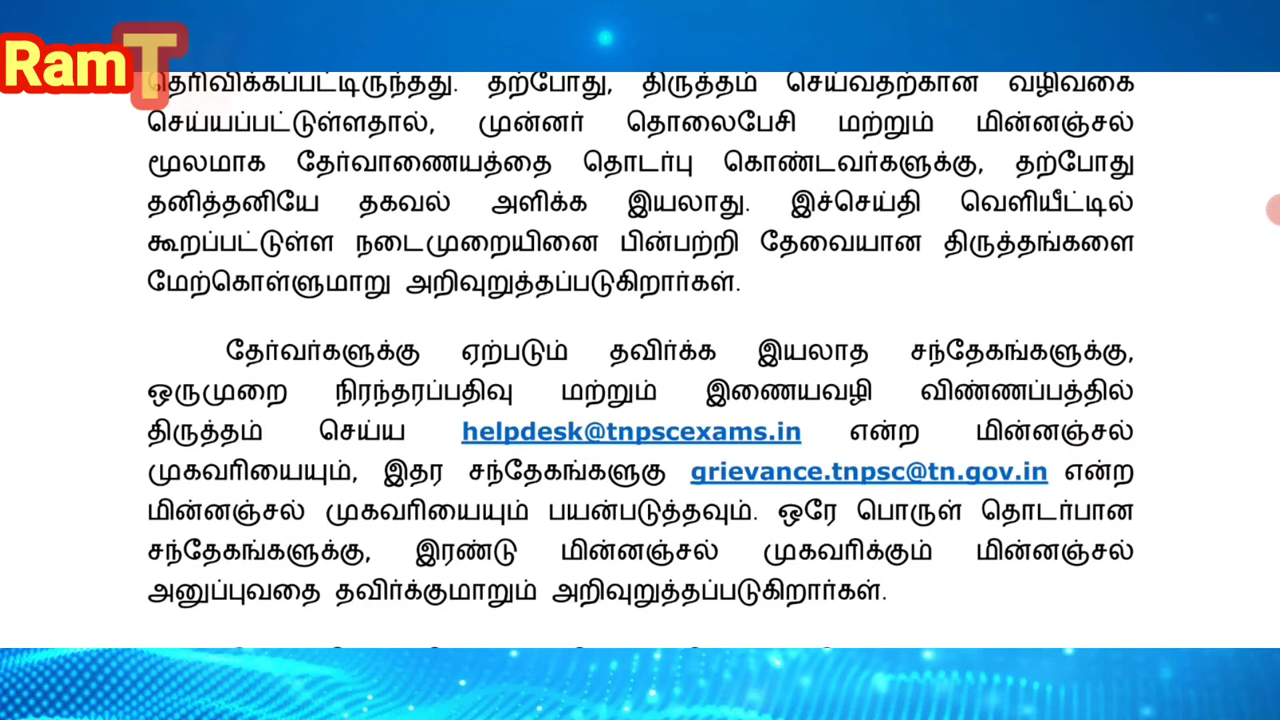 RamT
தெரிவிக்கப்பட்டிருந்தது. தற்போது, திருத்தம் செய்வதற்கான வழிவகை
செய்யப்பட்டுள்ளதால், முன்னர் தொலைபேசி மற்றும் மின்னஞ்சல்
மூலமாக தேர்வாணையத்தை தொடர்பு கொண்டவர்களுக்கு, தற்போது
தனித்தனியே தகவல் அளிக்க இயலாது. இச்செய்தி வெளியீட்டில்
கூறப்பட்டுள்ள நடைமுறையினை பின்பற்றி தேவையான திருத்தங்களை
மேற்கொள்ளுமாறு அறிவுறுத்தப்படுகிறார்கள்.
தேர்வர்களுக்கு ஏற்படும் தவிர்க்க இயலாத சந்தேகங்களுக்கு,
ஒருமுறை நிரந்தரப்பதிவு மற்றும் இணையவழி விண்ணப்பத்தில்
திருத்தம் செய்ய helpdesk@tnpscexams.in என்ற மின்னஞ்சல்
முகவரியையும், இதர சந்தேகங்களுகு grievance.tnpsc@tn.gov.in என்ற
மின்னஞ்சல் முகவரியையும் பயன்படுத்தவும். ஒரே பொருள் தொடர்பான
சந்தேகங்களுக்கு, இரண்டு மின்னஞ்சல் முகவரிக்கும் மின்னஞ்சல்
அனுப்புவதை தவிர்க்குமாறும் அறிவுறுத்தப்படுகிறார்கள்.